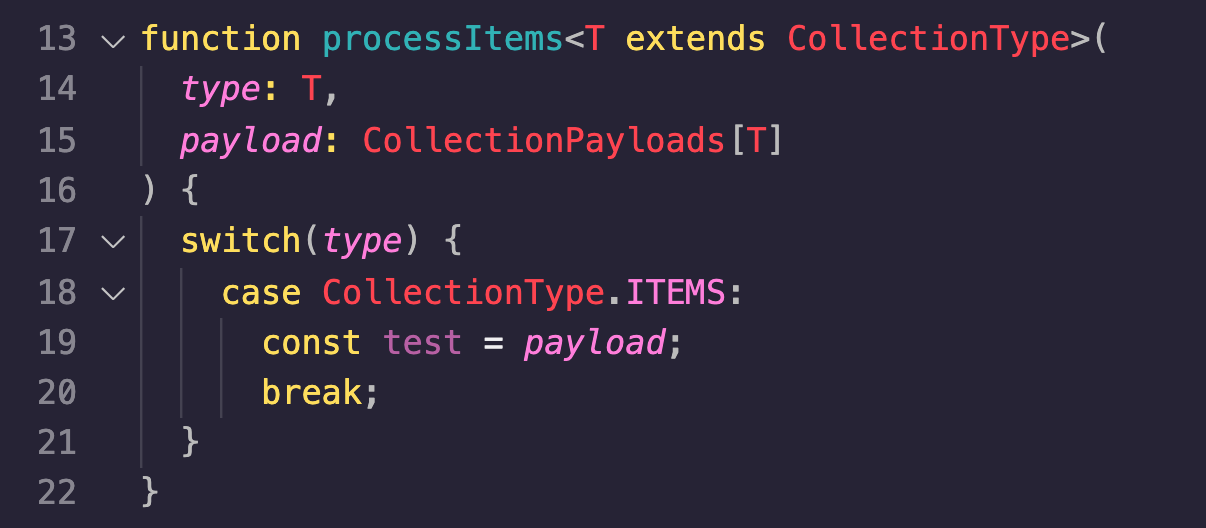 13 function processItems<T extends CollectionType>(
14   type: T,
15   payload: CollectionPayloads[T]
16 ) {
17   switch(type) {
18     case CollectionType.ITEMS:
19       const test = payload;
20       break;
21   }
22 }